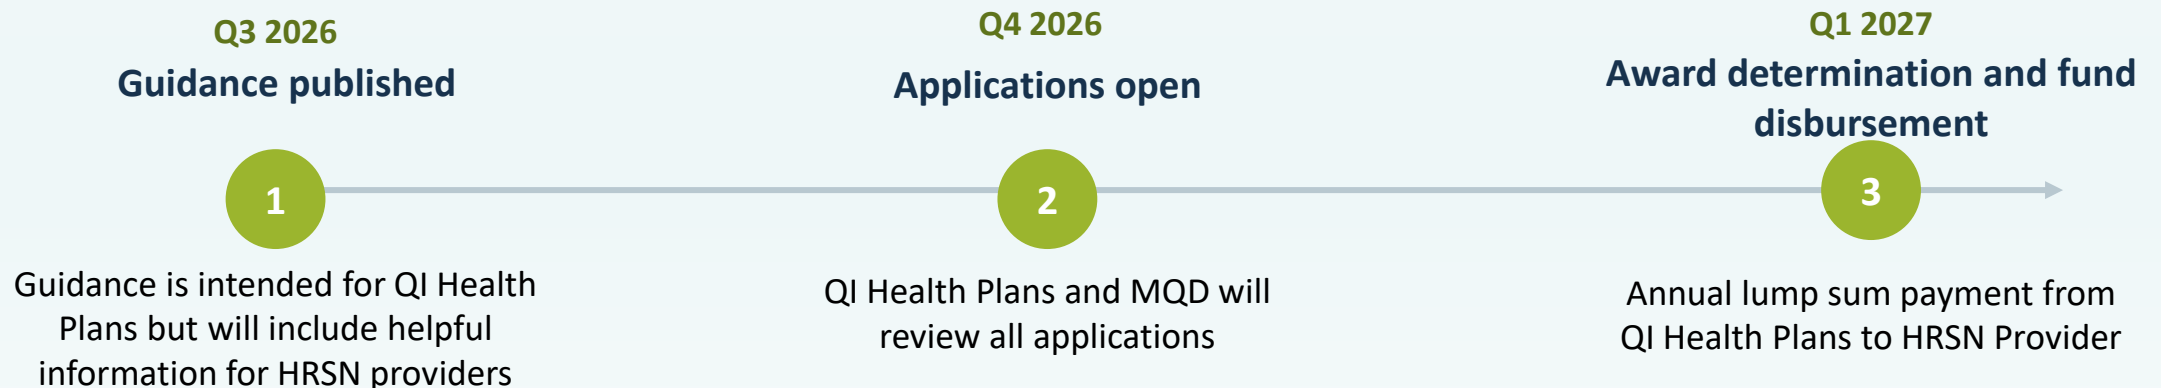 Q3 2026
Guidance published
1
Guidance is intended for QI Health
Plans but will include helpful
information for HRSN providers
Q4 2026
Applications open
2
QI Health Plans and MQD will
review all applications
Q1 2027
Award determination and fund
disbursement
3
Annual lump sum payment from
QI Health Plans to HRSN Provider